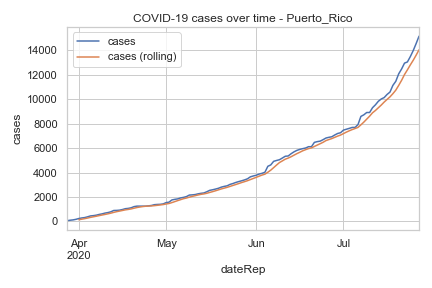 COVID-19 cases over time - Puerto_Rico
cases
cases (rolling)
cases
14000
12000
10000
8000
6000
4000
2000
0
Apr
2020
May
Jun
Jul
dateRep